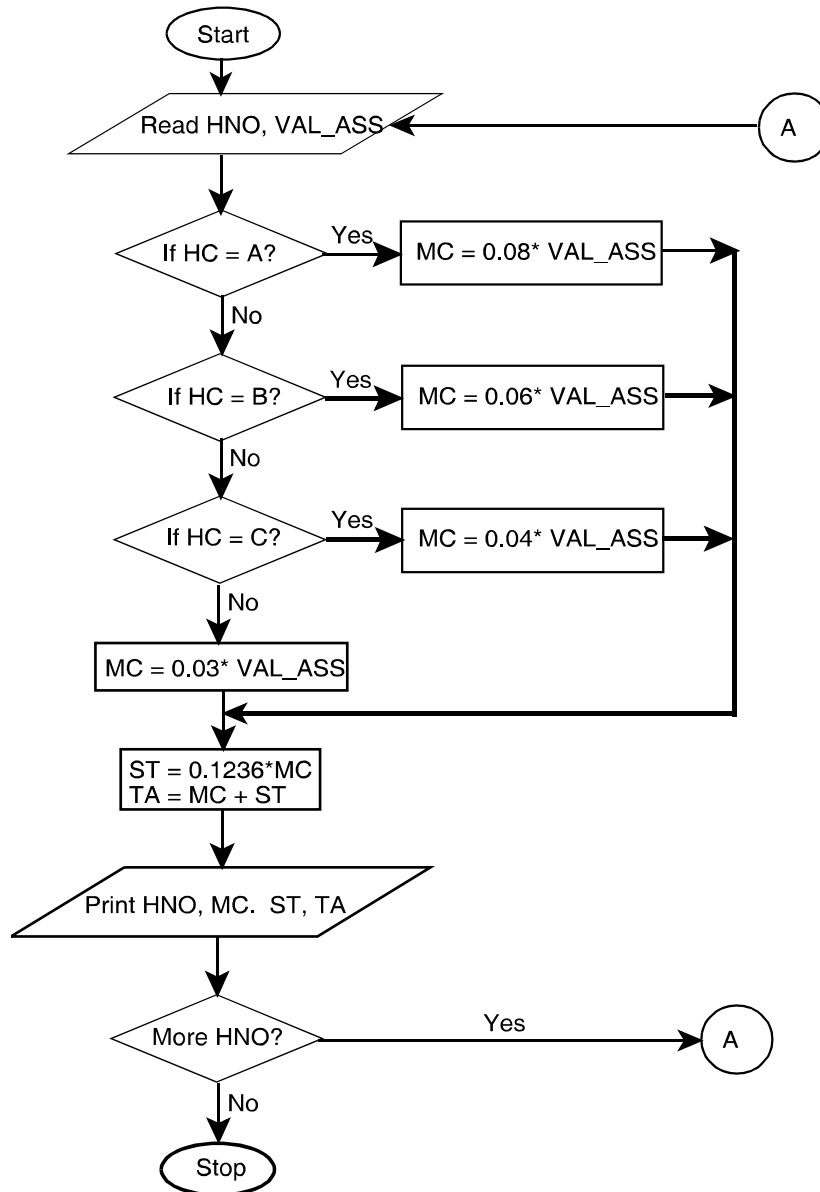 Start
Read HNO, VAL_ASS
A
If HC = A?
Yes
MC = 0.08* VAL_ASS
No
If HC = B?
Yes
MC = 0.06* VAL_ASS
No
If HC = C?
Yes
MC = 0.04* VAL_ASS
No
MC = 0.03* VAL_ASS
ST = 0.1236*MC
TA = MC + ST
Print HNO, MC. ST, TA
More HNO?
Yes
A
No
Stop